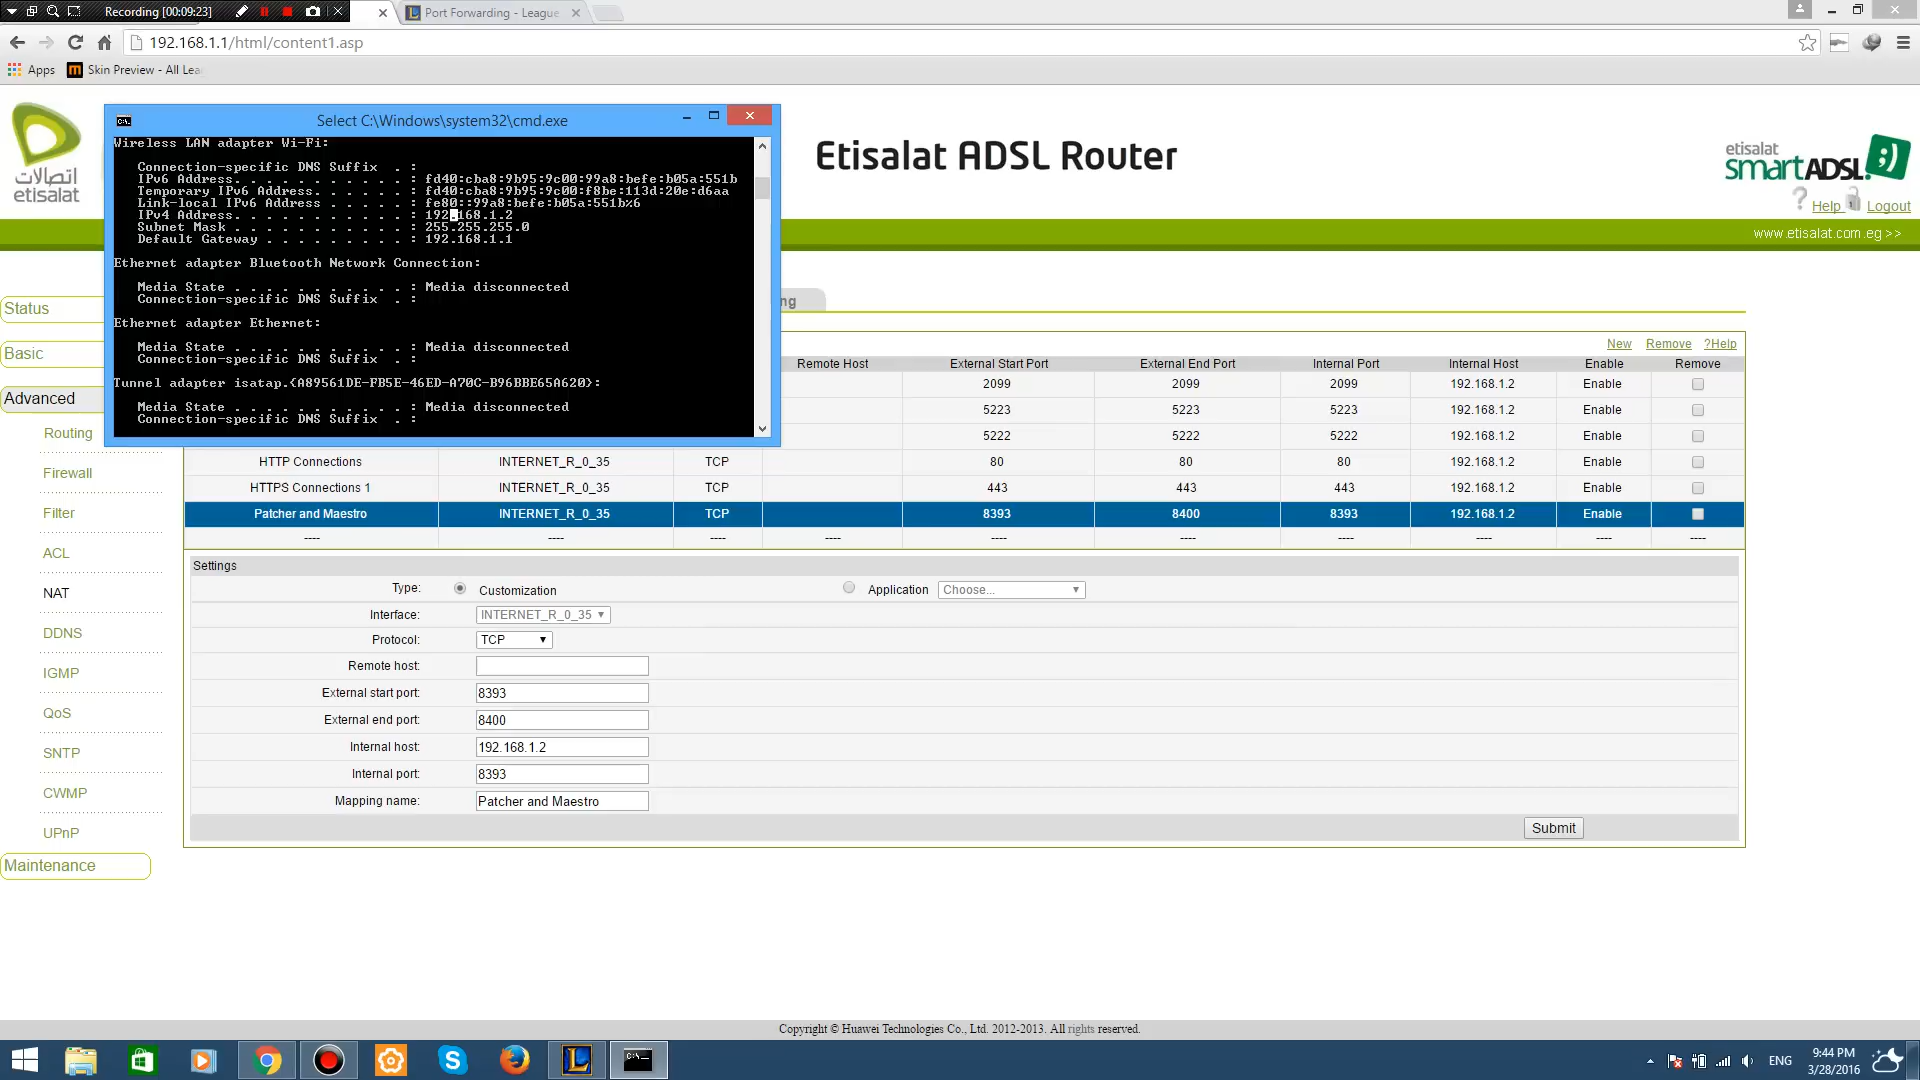 Recording [00:09:23]
Port Forwarding - League
192.168.1.1/html/content1.asp
Apps
Skin Preview - All Lea
اتصالات
etisalat
Etisalat ADSL Router
etisalat
smartADSL
Help
Logout
www.etisalat.com.eg >>
Select C:\Windows\system32\cmd.exe
Wireless LAN adapter Wi-Fi:
Connection-specific DNS Suffix . :
IPv6 Address. . . . . . . . . . . : fd40:cba8:9b95:9c00:99a8:befe:b05a:551b
Temporary IPv6 Address. . . . . . : fd40:cba8:9b95:9c00:f8be:113d:20e:d6aa
Link-local IPv6 Address . . . . . : fe80::99a8:befe:b05a:551b%6
IPv4 Address. . . . . . . . . . . : 192.168.1.2
Subnet Mask . . . . . . . . . . . : 255.255.255.0
Default Gateway . . . . . . . . . : 192.168.1.1
Ethernet adapter Bluetooth Network Connection:
Media State . . . . . . . . . . . : Media disconnected
Connection-specific DNS Suffix . :
Ethernet adapter Ethernet:
Media State . . . . . . . . . . . : Media disconnected
Connection-specific DNS Suffix . :
Tunnel adapter isatap.{A89561DE-FB5E-46ED-A70C-B96BBE65A620}:
Media State . . . . . . . . . . . : Media disconnected
Connection-specific DNS Suffix . :
Status
Basic
Advanced
Routing
Firewall
Filter
ACL
NAT
DDNS
IGMP
QoS
SNTP
CWMP
UPnP
Maintenance
ng
New Remove ?Help
Remote Host External Start Port External End Port Internal Port Internal Host Enable Remove
2099 2099 2099 192.168.1.2 Enable
5223 5223 5223 192.168.1.2 Enable
5222 5222 5222 192.168.1.2 Enable
HTTP Connections INTERNET_R_0_35 TCP 80 80 80 192.168.1.2 Enable
HTTPS Connections 1 INTERNET_R_0_35 TCP 443 443 443 192.168.1.2 Enable
Patcher and Maestro INTERNET_R_0_35 TCP 8393 8400 8393 192.168.1.2 Enable
---- ---- ---- ---- ---- ---- ---- ---- ---- ----
Settings
Type: Customization Application Choose...
Interface: INTERNET_R_0_35
Protocol: TCP
Remote host:
External start port: 8393
External end port: 8400
Internal host: 192.168.1.2
Internal port: 8393
Mapping name: Patcher and Maestro
Submit
Copyright © Huawei Technologies Co., Ltd. 2012-2013. All rights reserved.
ENG
9:44 PM
3/28/2016